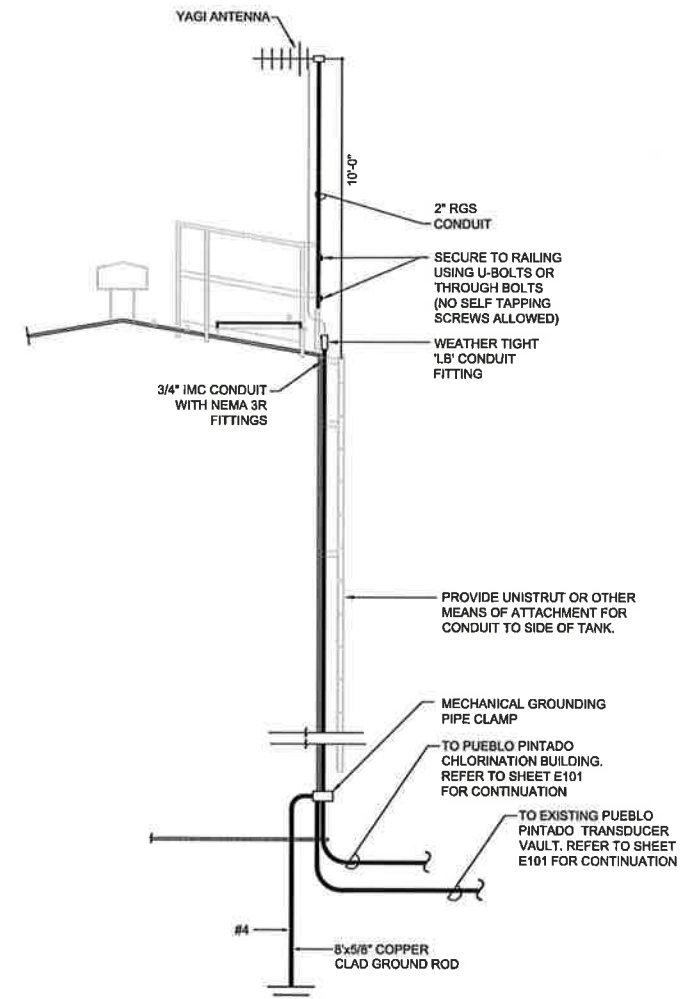 YAGI ANTENNA
10'-0"
2" RGS
CONDUIT
SECURE TO RAILING
USING U-BOLTS OR
THROUGH BOLTS
(NO SELF TAPPING
SCREWS ALLOWED)
WEATHER TIGHT
'LB' CONDUIT
FITTING
3/4" IMC CONDUIT
WITH NEMA 3R
FITTINGS
PROVIDE UNISTRUT OR OTHER
MEANS OF ATTACHMENT FOR
CONDUIT TO SIDE OF TANK.
MECHANICAL GROUNDING
PIPE CLAMP
TO PUEBLO PINTADO
CHLORINATION BUILDING.
REFER TO SHEET E101
FOR CONTINUATION
TO EXISTING PUEBLO
PINTADO TRANSDUCER
VAULT. REFER TO SHEET
E101 FOR CONTINUATION
#4
8'x5/8" COPPER
CLAD GROUND ROD